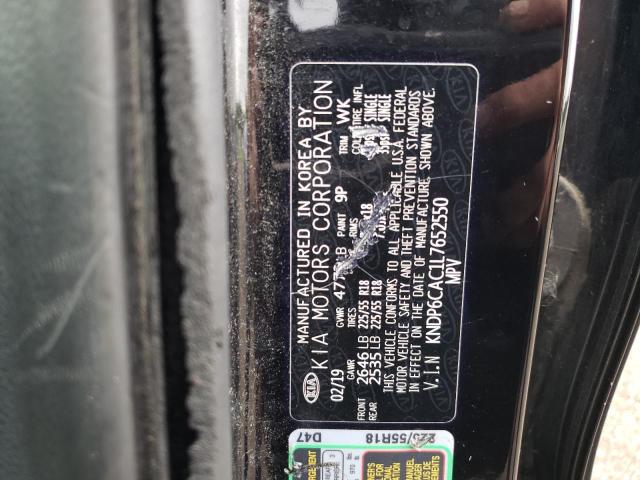 KIA
MANUFACTURED IN KOREA BY
KIA MOTORS CORPORATION
02/19 GVWR PAINT 9P TRIM WK
GAWR TIRES RIMS COLD TIRE INFL
FRONT 2646 LB 225/55 R18 SINGLE
REAR 2535 LB 225/55 R18 SINGLE
THIS VEHICLE CONFORMS TO ALL APPLICABLE U.S.A. FEDERAL
MOTOR VEHICLE SAFETY AND THEFT PREVENTION STANDARDS
IN EFFECT ON THE DATE OF MANUFACTURE SHOWN ABOVE.
V.I.N KNDP6CAC1L7652550
MPV
D47
225/55R18